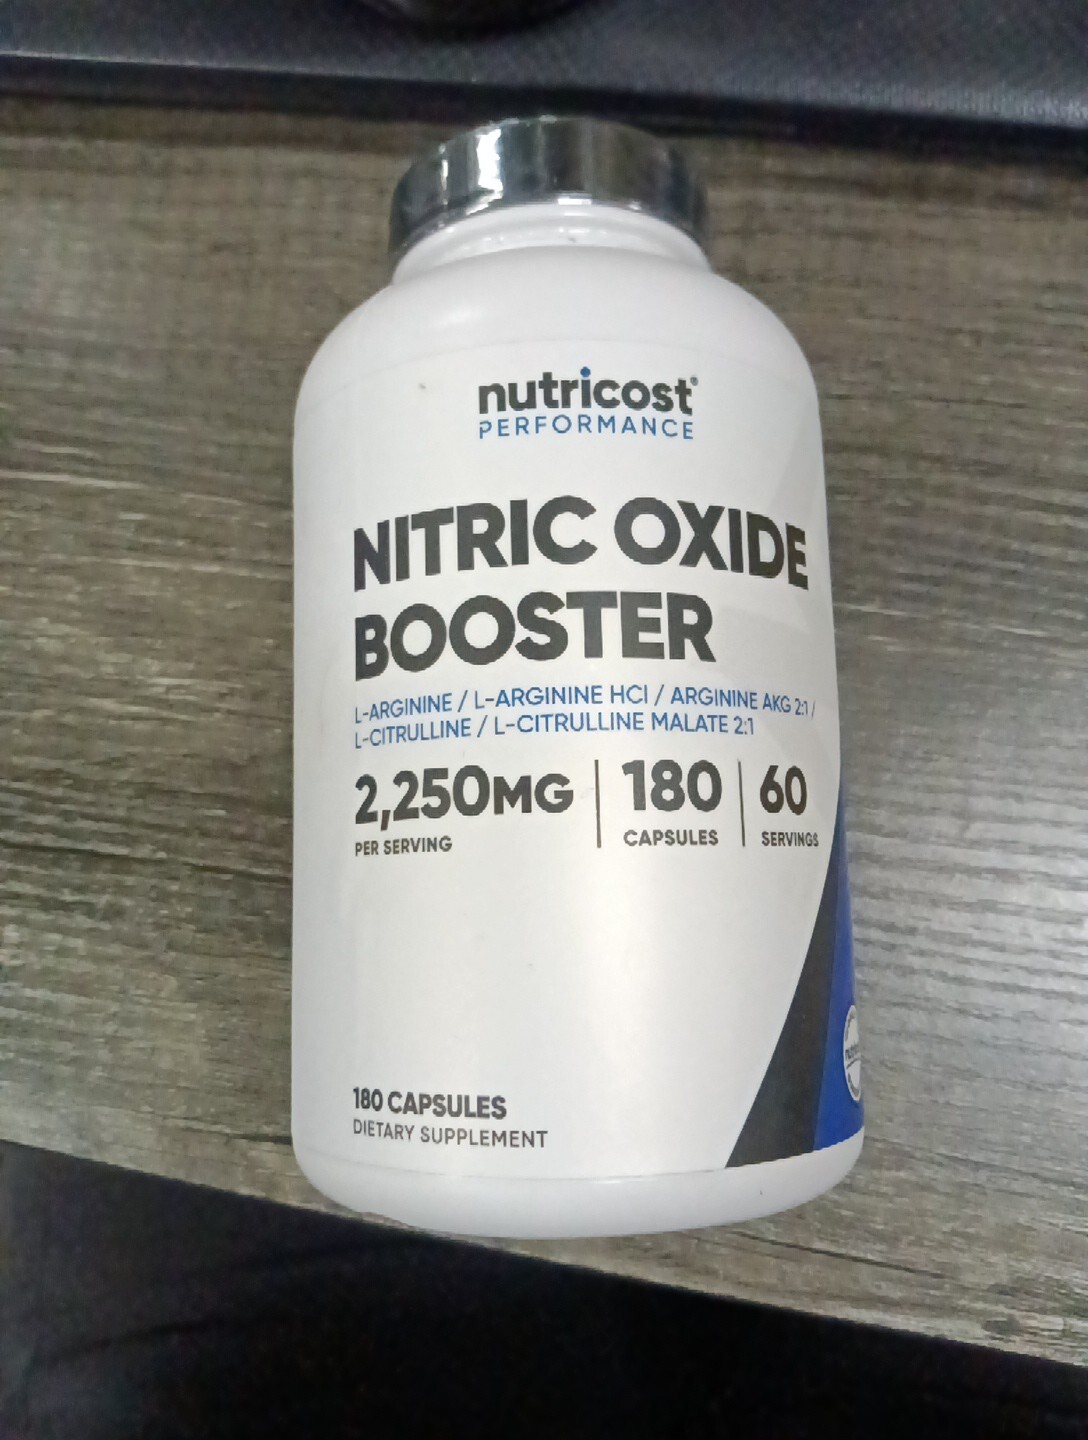 nutricost®
PERFORMANCE
NITRIC OXIDE
BOOSTER
L-ARGININE / L-ARGININE HCl / ARGININE AKG 2:1 /
L-CITRULLINE / L-CITRULLINE MALATE 2:1
2,250MG | 180 | 60
PER SERVING CAPSULES SERVINGS
180 CAPSULES
DIETARY SUPPLEMENT